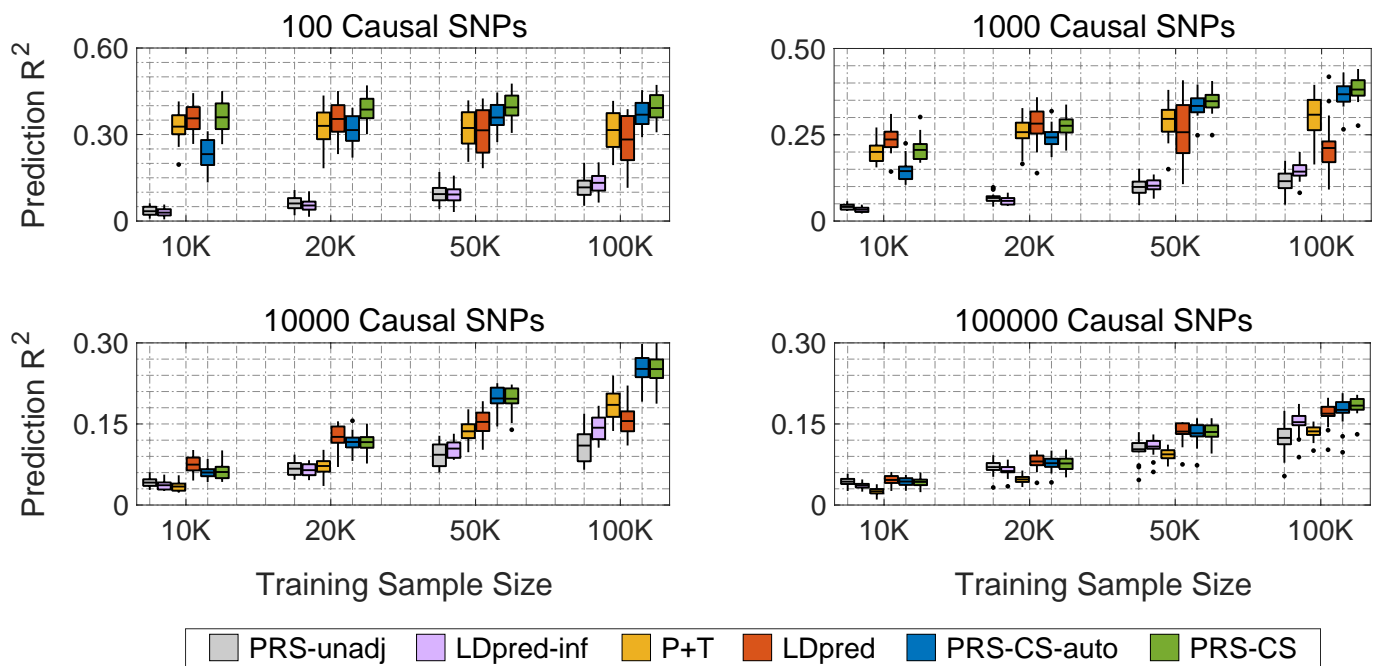 100 Causal SNPs
Prediction R²
0.60
0.30
0
10K 20K 50K 100K
1000 Causal SNPs
0.50
0.25
0
10K 20K 50K 100K
10000 Causal SNPs
Prediction R²
0.30
0.15
0
10K 20K 50K 100K
Training Sample Size
100000 Causal SNPs
0.30
0.15
0
10K 20K 50K 100K
Training Sample Size
PRS-unadj LDpred-inf P+T LDpred PRS-CS-auto PRS-CS